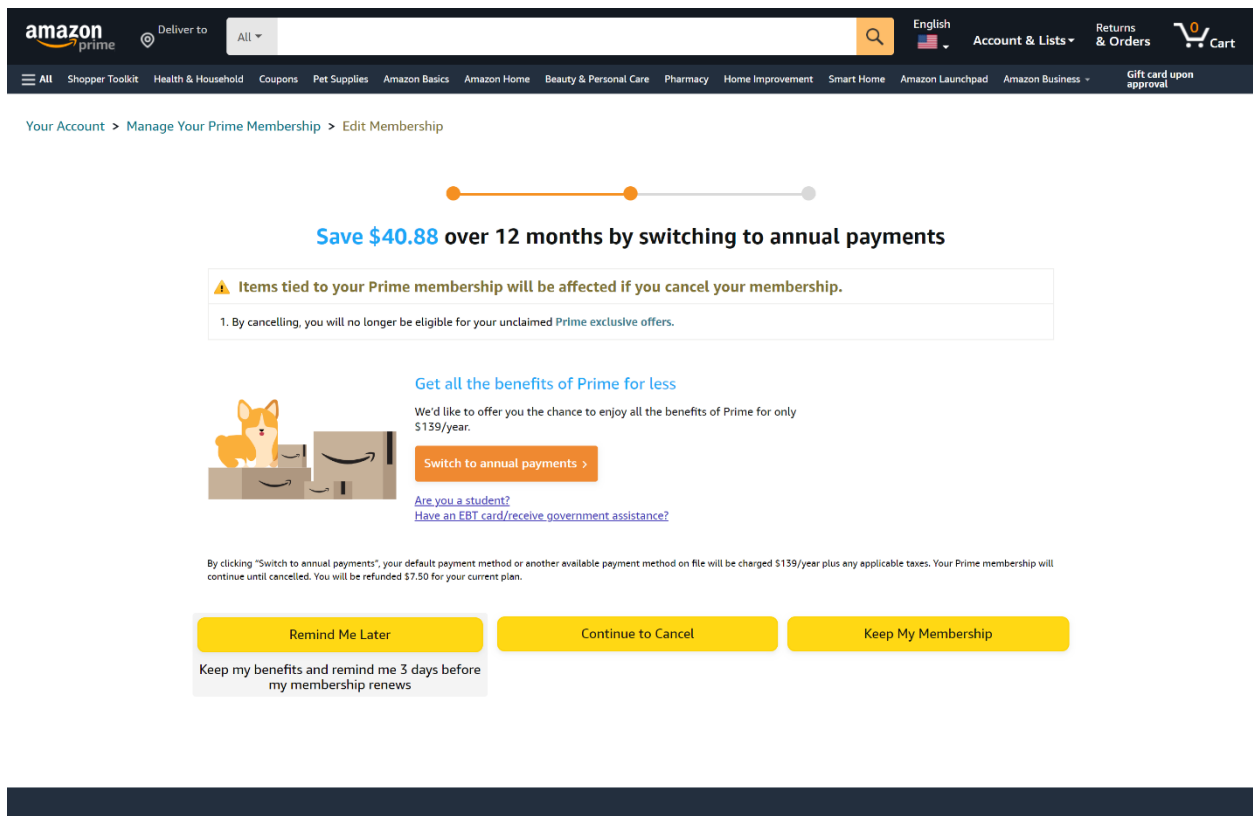 amazon prime
Deliver to
All
English
Account & Lists
Returns
& Orders
0
Cart
All Shopper Toolkit Health & Household Coupons Pet Supplies Amazon Basics Amazon Home Beauty & Personal Care Pharmacy Home Improvement Smart Home Amazon Launchpad Amazon Business
Gift card upon
approval
Your Account > Manage Your Prime Membership > Edit Membership
Save $40.88 over 12 months by switching to annual payments
Items tied to your Prime membership will be affected if you cancel your membership.
1. By cancelling, you will no longer be eligible for your unclaimed Prime exclusive offers.
Get all the benefits of Prime for less
We'd like to offer you the chance to enjoy all the benefits of Prime for only
$139/year.
Switch to annual payments >
Are you a student?
Have an EBT card/receive government assistance?
By clicking "Switch to annual payments", your default payment method or another available payment method on file will be charged $139/year plus any applicable taxes. Your Prime membership will
continue until cancelled. You will be refunded $7.50 for your current plan.
Remind Me Later
Keep my benefits and remind me 3 days before
my membership renews
Continue to Cancel
Keep My Membership